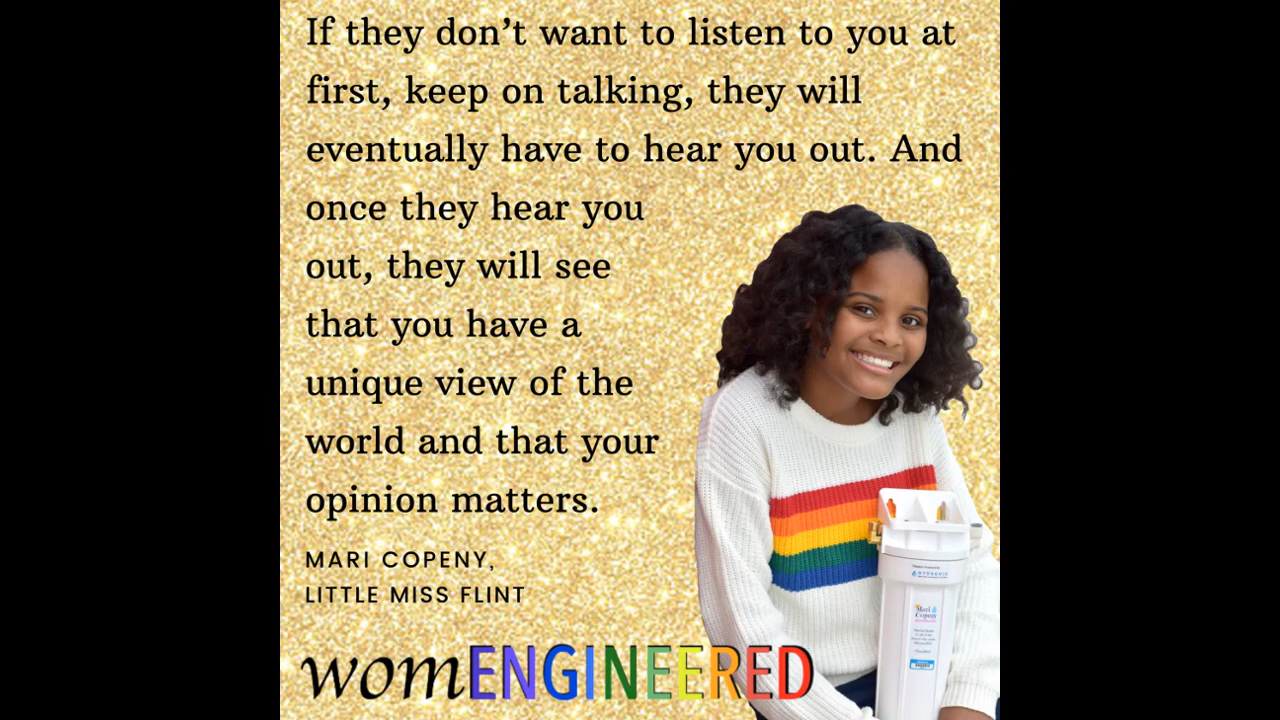 If they don’t want to listen to you at
first, keep on talking, they will
eventually have to hear you out. And
once they hear you
out, they will see
that you have a
unique view of the
world and that your
opinion matters.
MARI COPENY,
LITTLE MISS FLINT
womENGINEERED
Mari
Copeny